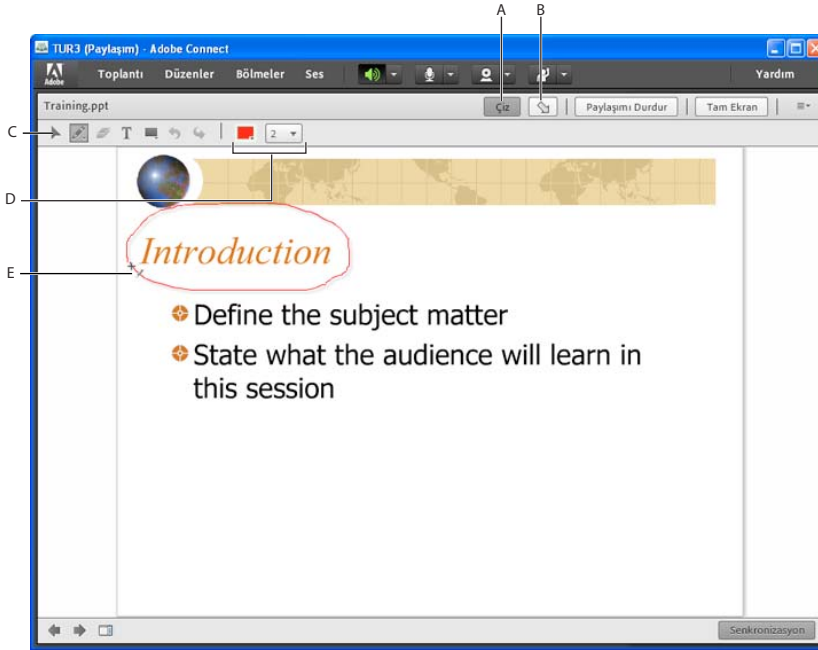 A B
TUR3 (Paylaşım) - Adobe Connect
Adobe Toplantı Düzenler Bölmeler Ses Yardım
Training.ppt Çiz Paylaşımı Durdur Tam Ekran
C T 2
D
Introduction
E
Define the subject matter
State what the audience will learn in
this session
Senkronizasyon